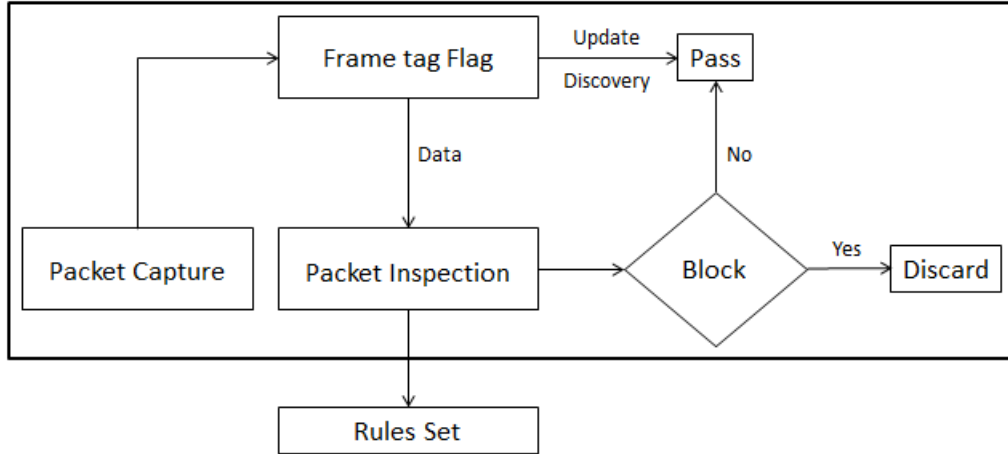 Frame tag Flag
Update
Discovery
Pass
Data
No
Packet Capture
Packet Inspection
Block
Yes
Discard
Rules Set